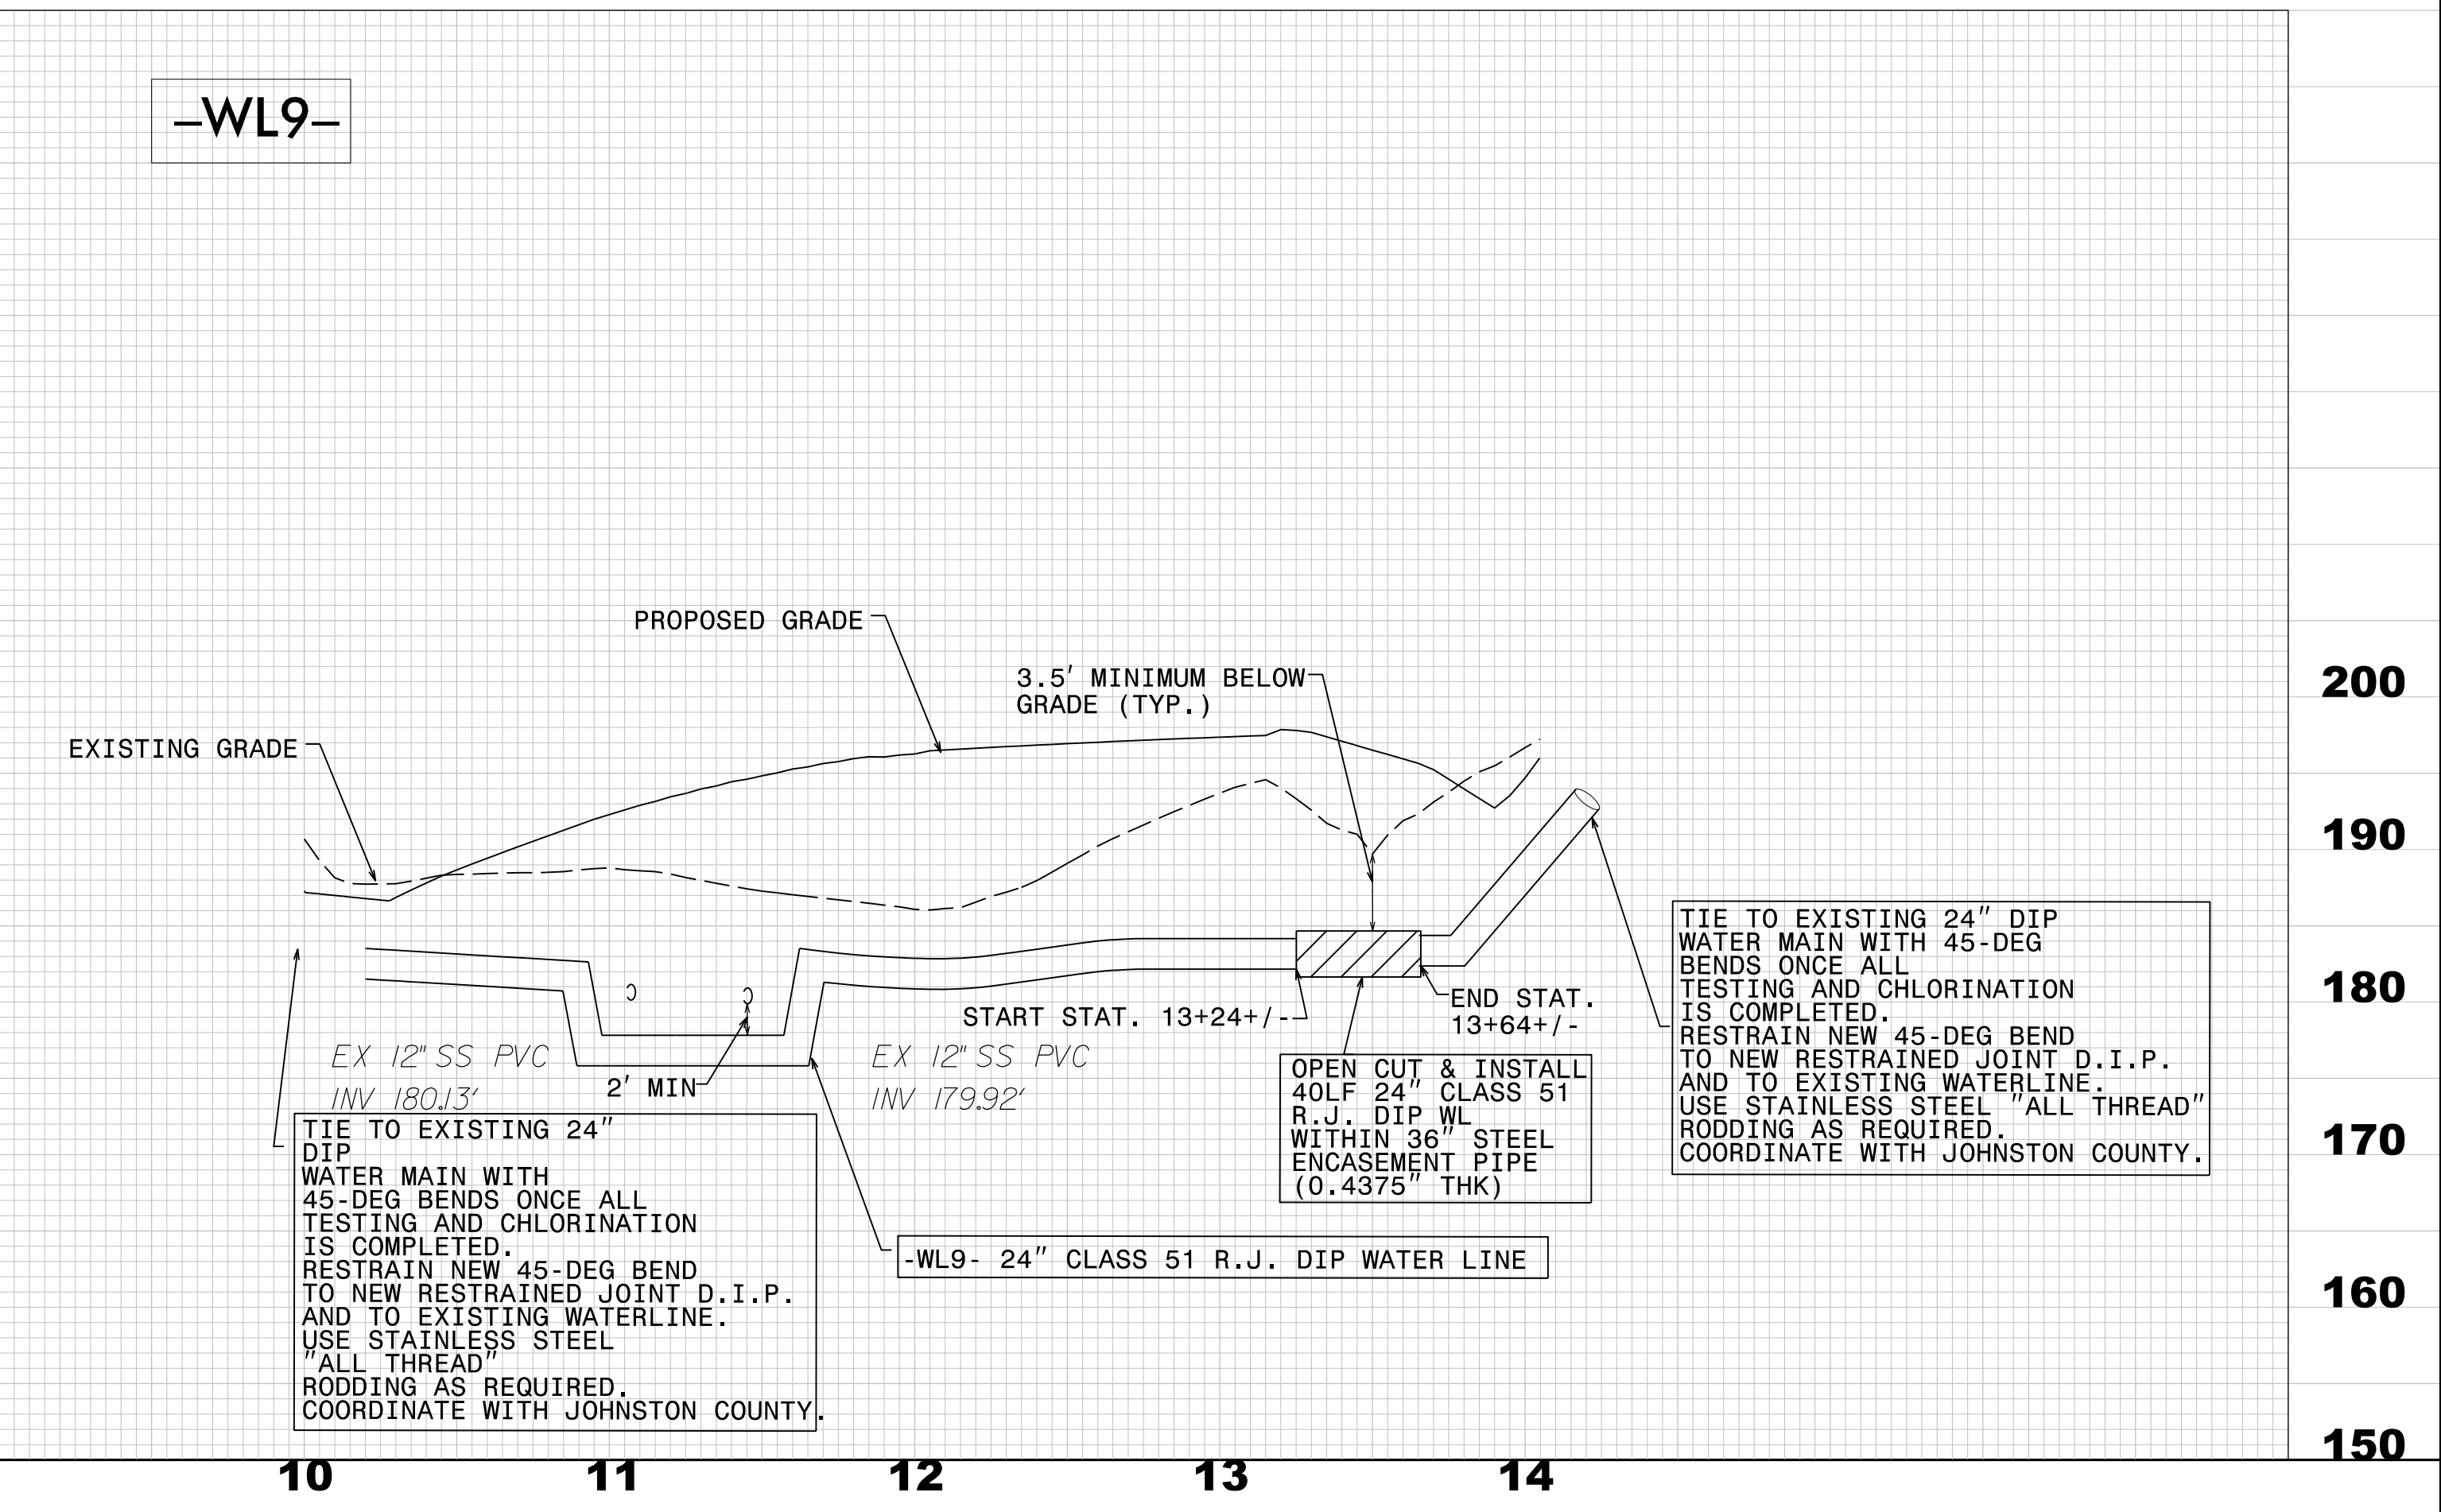 -WL9-
PROPOSED GRADE
3.5' MINIMUM BELOW
GRADE (TYP.)
EXISTING GRADE
200
190
180
170
160
150
START STAT. 13+24+/-
END STAT.
13+64+/-
EX 12" SS PVC
INV 180.13'
2' MIN
EX 12" SS PVC
INV 179.92'
OPEN CUT & INSTALL
40LF 24" CLASS 51
R.J. DIP WL
WITHIN 36" STEEL
ENCASEMENT PIPE
(0.4375" THK)
TIE TO EXISTING 24" DIP
WATER MAIN WITH 45-DEG
BENDS ONCE ALL
TESTING AND CHLORINATION
IS COMPLETED.
RESTRAIN NEW 45-DEG BEND
TO NEW RESTRAINED JOINT D.I.P.
AND TO EXISTING WATERLINE.
USE STAINLESS STEEL "ALL THREAD"
RODDING AS REQUIRED.
COORDINATE WITH JOHNSTON COUNTY.
TIE TO EXISTING 24"
DIP
WATER MAIN WITH
45-DEG BENDS ONCE ALL
TESTING AND CHLORINATION
IS COMPLETED.
RESTRAIN NEW 45-DEG BEND
TO NEW RESTRAINED JOINT D.I.P.
AND TO EXISTING WATERLINE.
USE STAINLESS STEEL
"ALL THREAD"
RODDING AS REQUIRED.
COORDINATE WITH JOHNSTON COUNTY.
-WL9- 24" CLASS 51 R.J. DIP WATER LINE
10 11 12 13 14